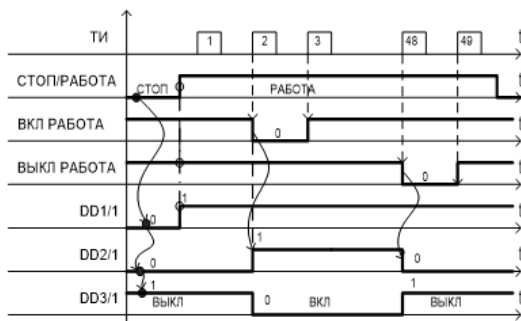 ТИ 1 2 3 48 49 t
СТОП/РАБОТА СТОП РАБОТА t
ВКЛ РАБОТА 0 t
ВЫКЛ РАБОТА 0 t
DD1/1 0 1 t
DD2/1 0 1 0 t
DD3/1 1 ВЫКЛ 0 ВКЛ 1 ВЫКЛ t